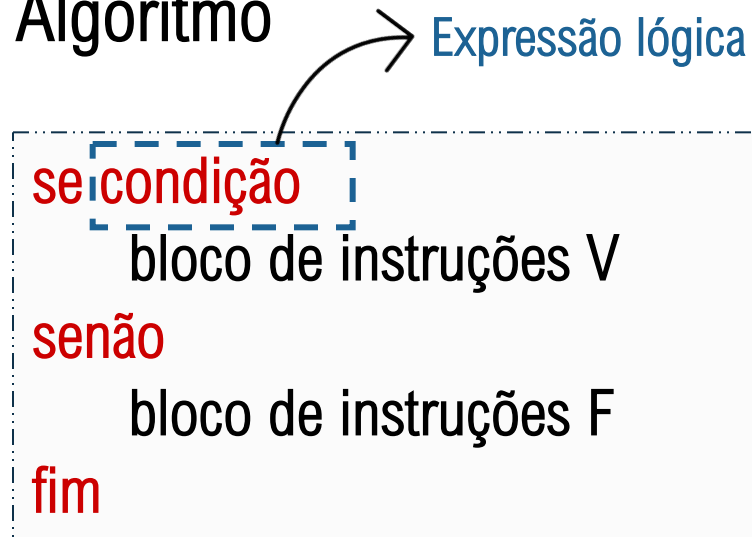 Algoritmo
Expressão lógica
se condição
bloco de instruções V
senão
bloco de instruções F
fim